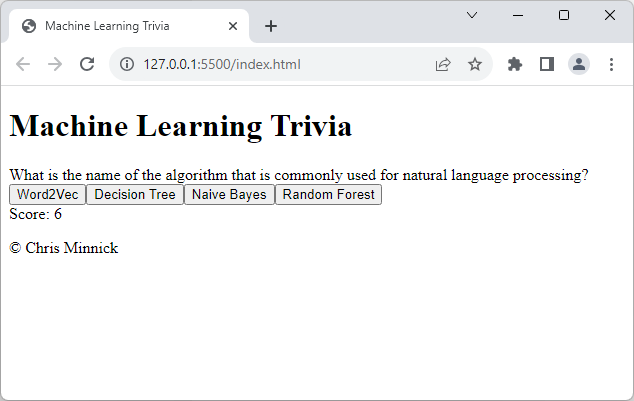 Machine Learning Trivia
127.0.0.1:5500/index.html
Machine Learning Trivia
What is the name of the algorithm that is commonly used for natural language processing?
Word2Vec Decision Tree Naive Bayes Random Forest
Score: 6
© Chris Minnick